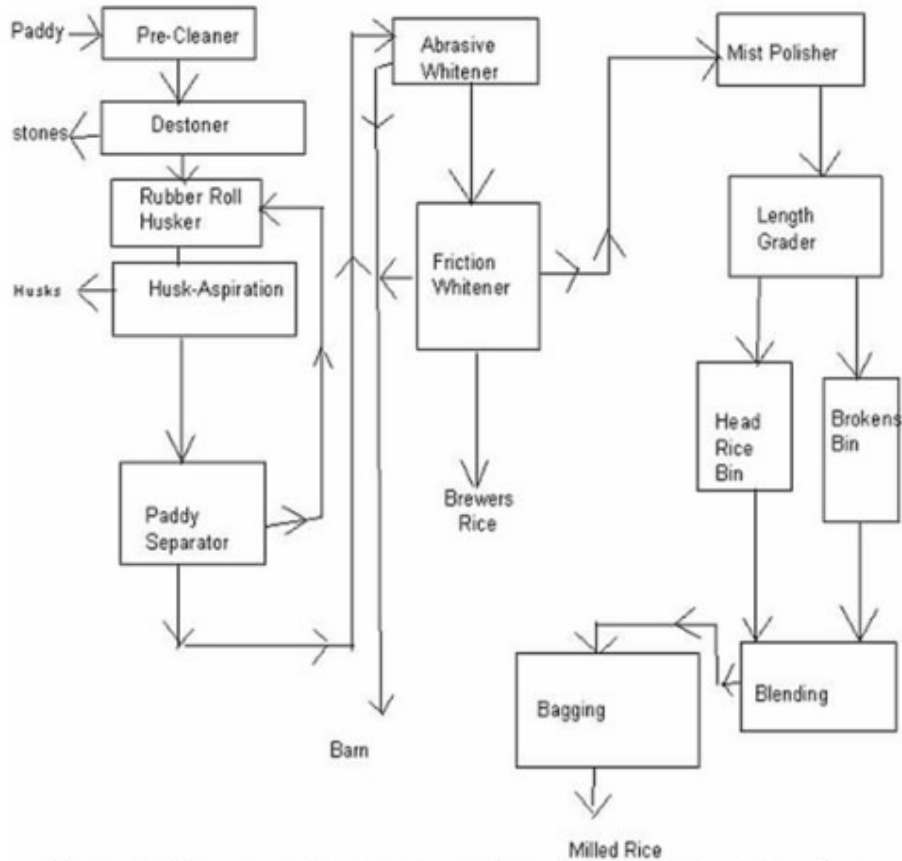 Paddy
Pre-Cleaner
stones
Destoner
Rubber Roll
Husker
Husks
Husk-Aspiration
Paddy
Separator
Abrasive
Whitener
Friction
Whitener
Brewers
Rice
Barn
Mist Polisher
Length
Grader
Head
Rice
Bin
Brokens
Bin
Blending
Bagging
Milled Rice